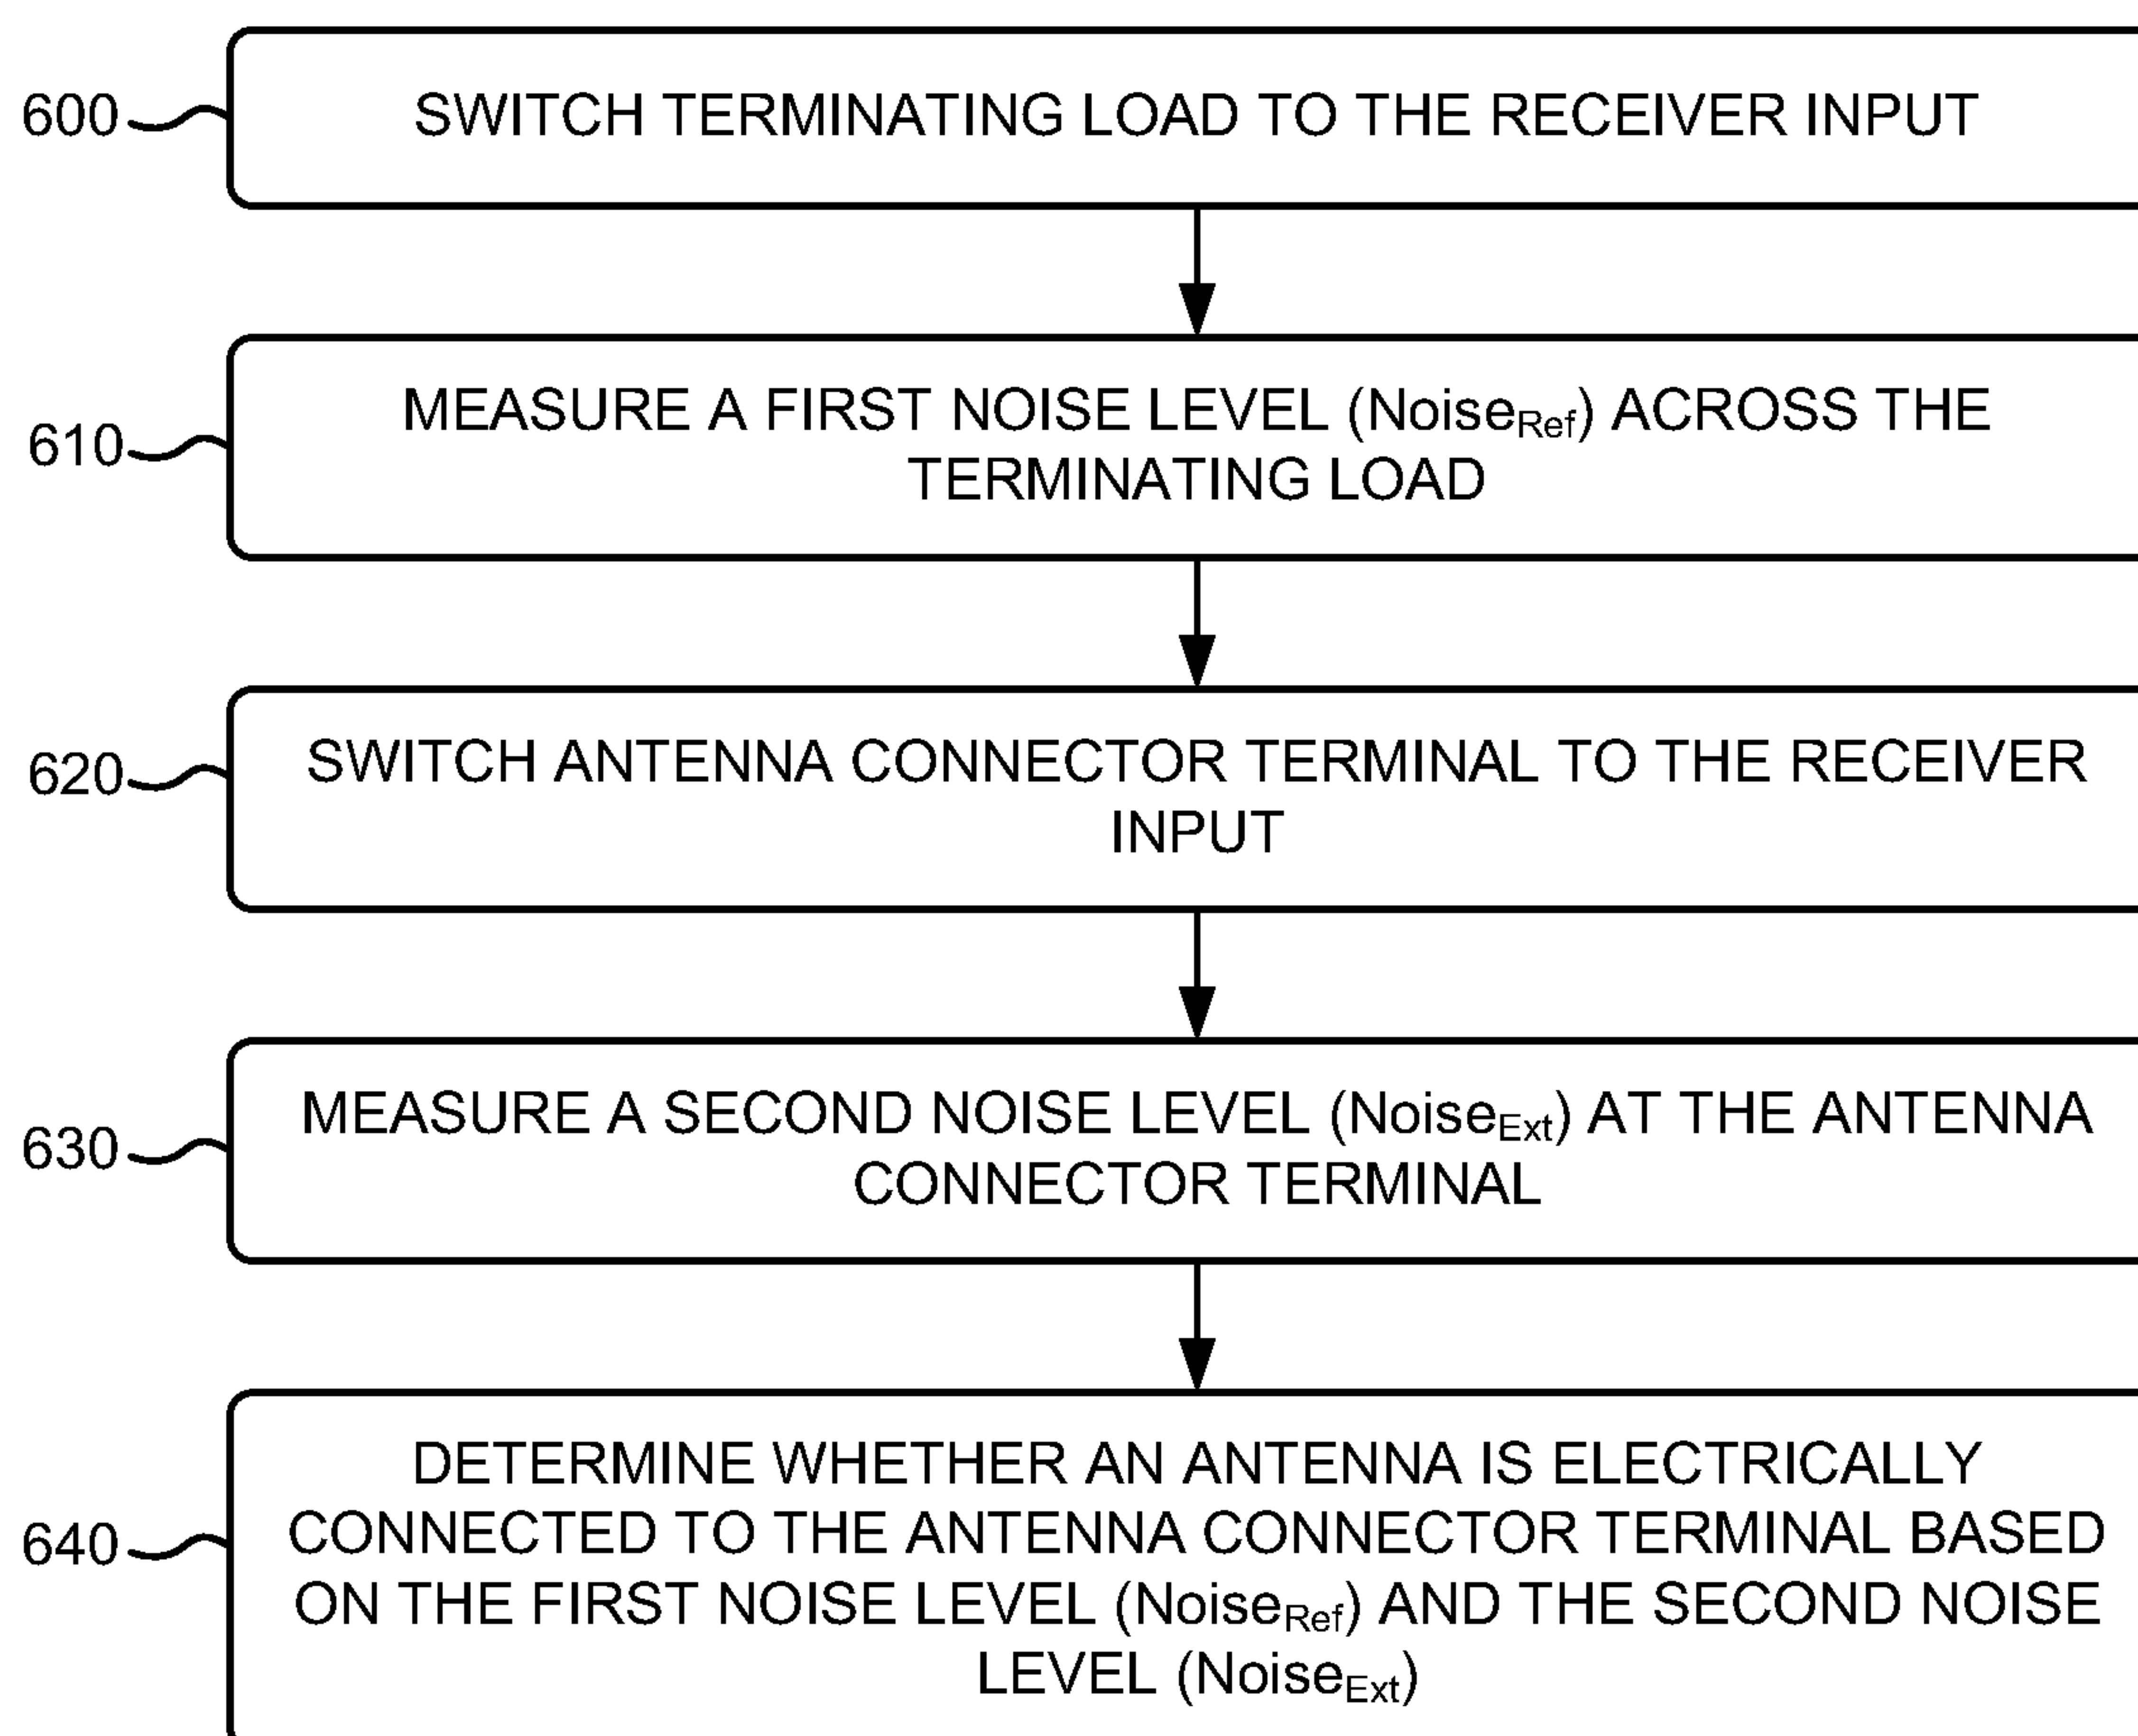 600
SWITCH TERMINATING LOAD TO THE RECEIVER INPUT
610
MEASURE A FIRST NOISE LEVEL (NoiseRef) ACROSS THE
TERMINATING LOAD
620
SWITCH ANTENNA CONNECTOR TERMINAL TO THE RECEIVER
INPUT
630
MEASURE A SECOND NOISE LEVEL (NoiseExt) AT THE ANTENNA
CONNECTOR TERMINAL
640
DETERMINE WHETHER AN ANTENNA IS ELECTRICALLY
CONNECTED TO THE ANTENNA CONNECTOR TERMINAL BASED
ON THE FIRST NOISE LEVEL (NoiseRef) AND THE SECOND NOISE
LEVEL (NoiseExt)